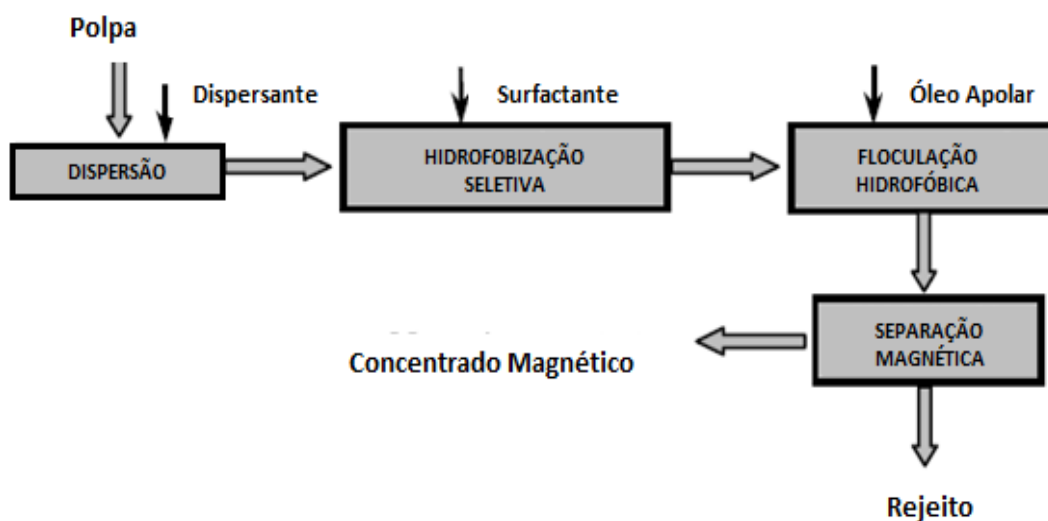 Polpa
Dispersante
Surfactante
Óleo Apolar
DISPERSÃO
HIDROFOBIZAÇÃO
SELETIVA
FLOCULAÇÃO
HIDROFÓBICA
SEPARAÇÃO
MAGNÉTICA
Concentrado Magnético
Rejeito